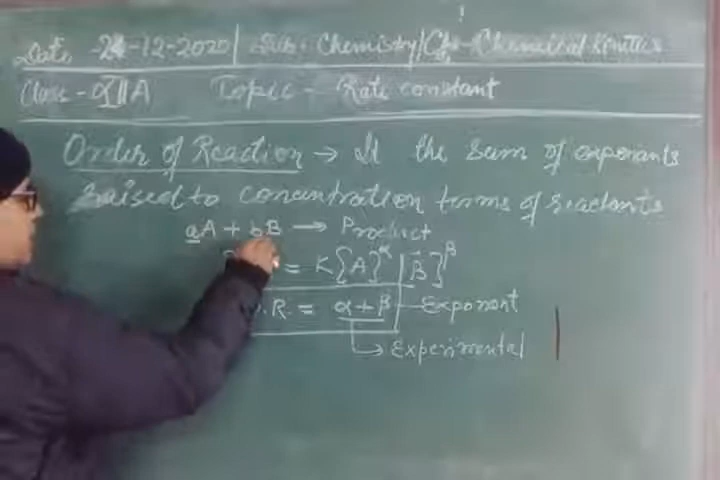 Date - 24-12-2020 | Sub: Chemistry/Ch:- Chemical Kinetics
Class - XII A Topic - Rate constant
Order of Reaction → It the sum of exponants
raised to concentration terms of reactants
aA + bB → Product
= K{A}^α [B]^β
O.R. = α + β — Exponent
→ Experimental